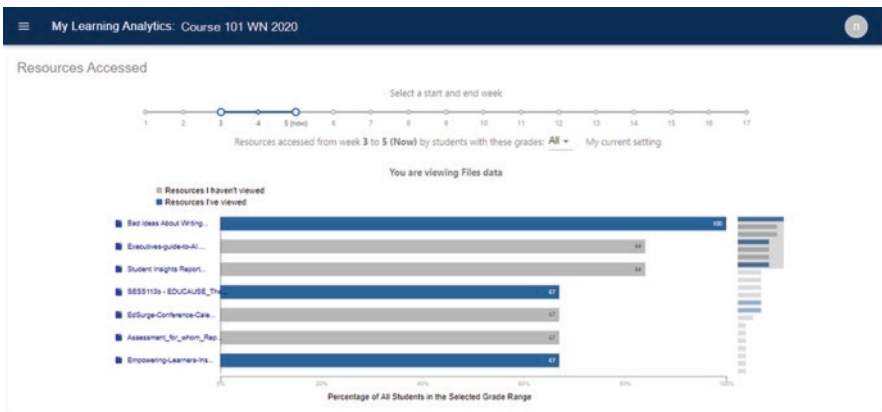 My Learning Analytics: Course 101 WN 2020
n
Resources Accessed
Select a start and end week
1 2 3 4 5 (now) 6 7 8 9 10 11 12 13 14 15 16 17
Resources accessed from week 3 to 5 (Now) by students with these grades: All My current setting
You are viewing Files data
Resources I haven't viewed
Resources I've viewed
Bad Ideas About Writing... 100
Executives-guide-to-AI... 84
Student Insights Report... 84
SESS113b - EDUCAUSE_The... 67
EdSurge-Conference-Cale... 67
Assessment_for_whom_Rep... 67
Empowering-Learners-Ins... 67
0% 20% 40% 60% 80% 100%
Percentage of All Students in the Selected Grade Range